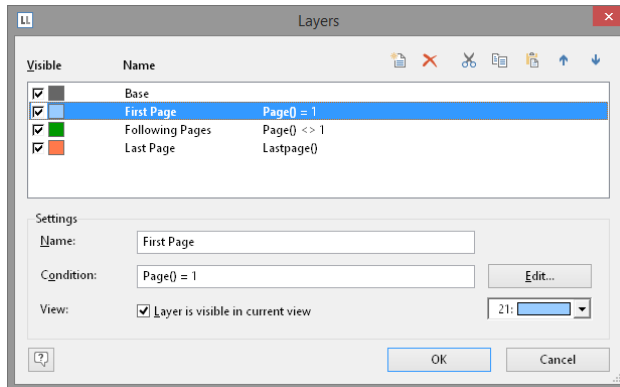 LL Layers
Visible Name
Base
First Page Page() = 1
Following Pages Page() <> 1
Last Page Lastpage()
Settings
Name: First Page
Condition: Page() = 1 Edit...
View: Layer is visible in current view 21:
OK Cancel